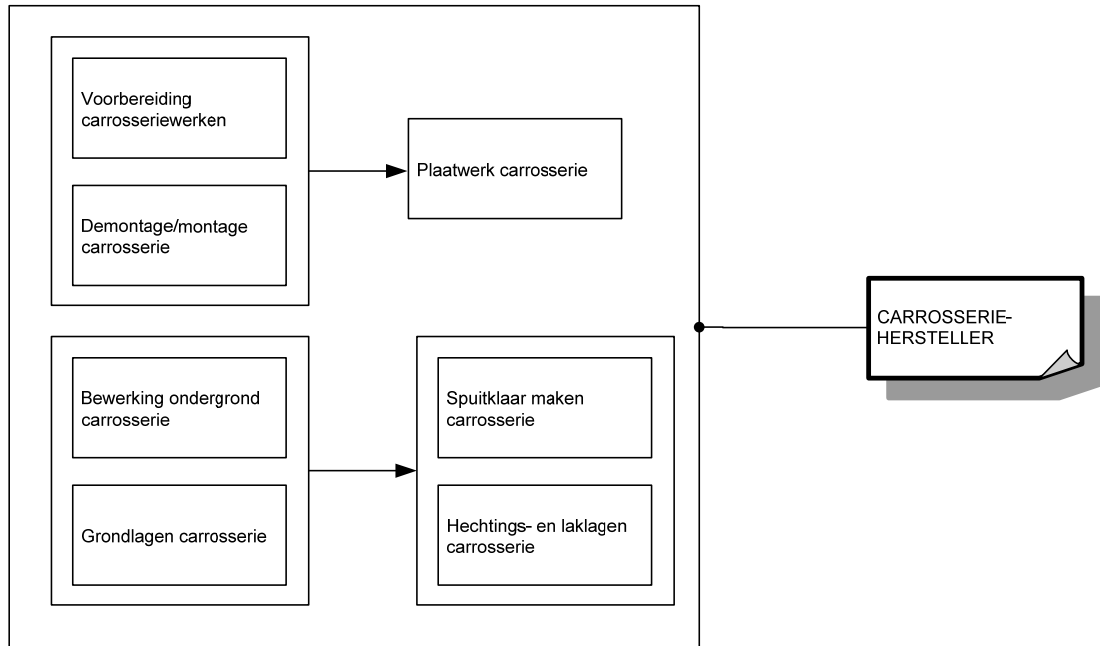 Voorbereiding
carrosseriewerken
Plaatwerk carrosserie
Demontage/montage
carrosserie
CARROSSERIE-
HERSTELLER
Bewerking ondergrond
carrosserie
Spuitklaar maken
carrosserie
Grondlagen carrosserie
Hechtings- en laklagen
carrosserie